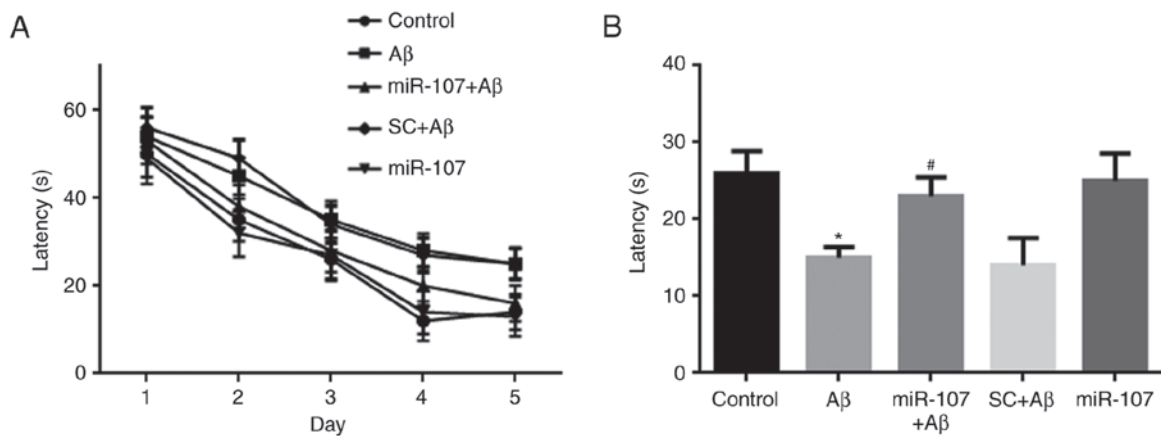 A
Control
Aβ
miR-107+Aβ
SC+Aβ
miR-107
Latency (s)
60
40
20
0
1 2 3 4 5
Day
B
Latency (s)
40
30
20
10
0
*
#
Control Aβ miR-107 SC+Aβ miR-107
+Aβ